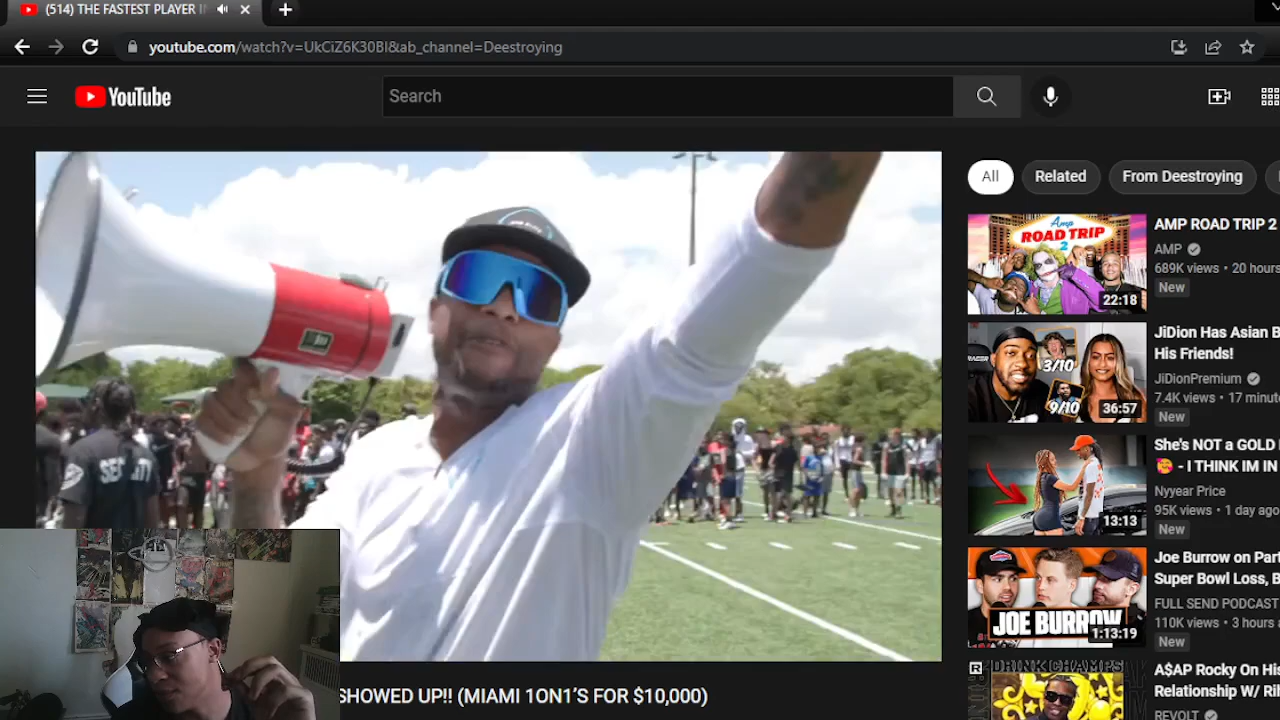 (514) THE FASTEST PLAYER I
youtube.com/watch?v=UkCiZ6K30BI&ab_channel=Deestroying
YouTube
Search
All
Related
From Deestroying
SEC
Amp
ROAD TRIP
2
22:18
AMP ROAD TRIP 2
AMP
689K views • 20 hours
New
3/10
9/10
36:57
JiDion Has Asian B
His Friends!
JiDionPremium
7.4K views • 17 minut
New
13:13
She's NOT a GOLD
🥰 - I THINK IM IN
Nyyear Price
95K views • 1 day ago
New
JOE BURROW
1:13:19
Joe Burrow on Part
Super Bowl Loss, B
FULL SEND PODCAST
110K views • 3 hours a
New
DRINK CHAMPS
A$AP Rocky On His
Relationship W/ Ri
REVOLT
SHOWED UP!! (MIAMI 1ON1'S FOR $10,000)